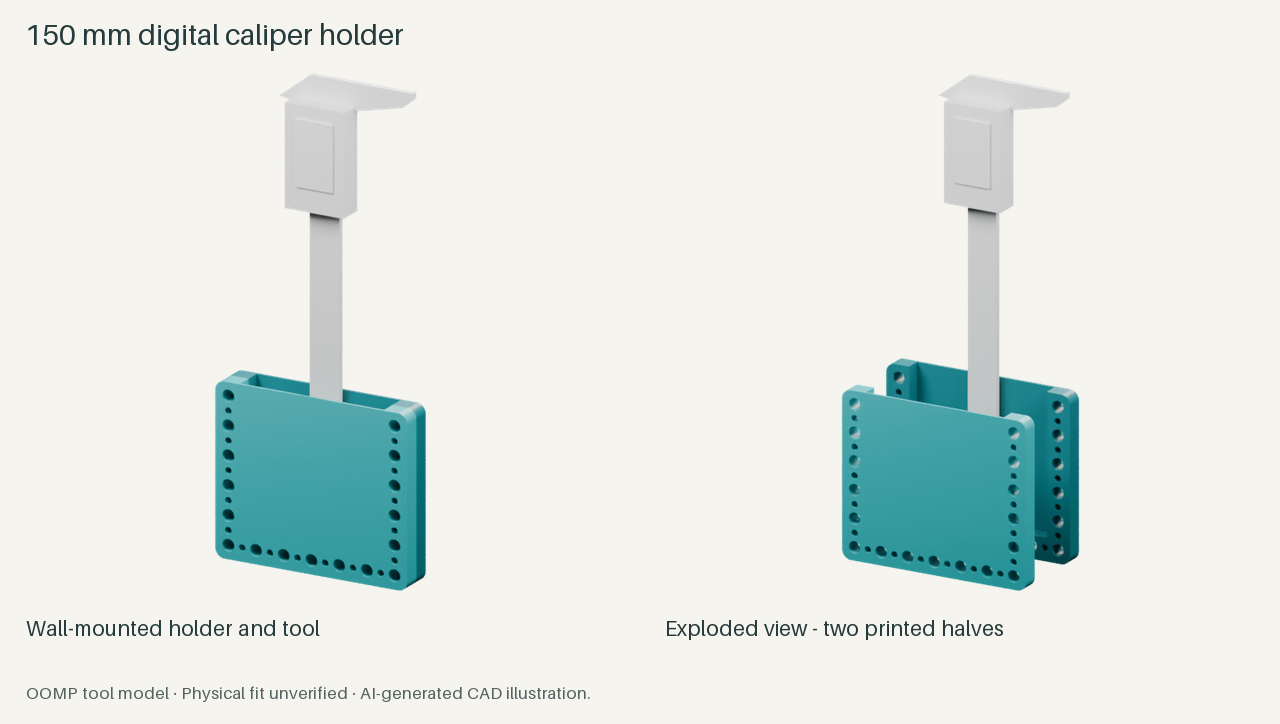 150 mm digital caliper holder
Wall-mounted holder and tool
Exploded view - two printed halves
OOMP tool model · Physical fit unverified · AI-generated CAD illustration.